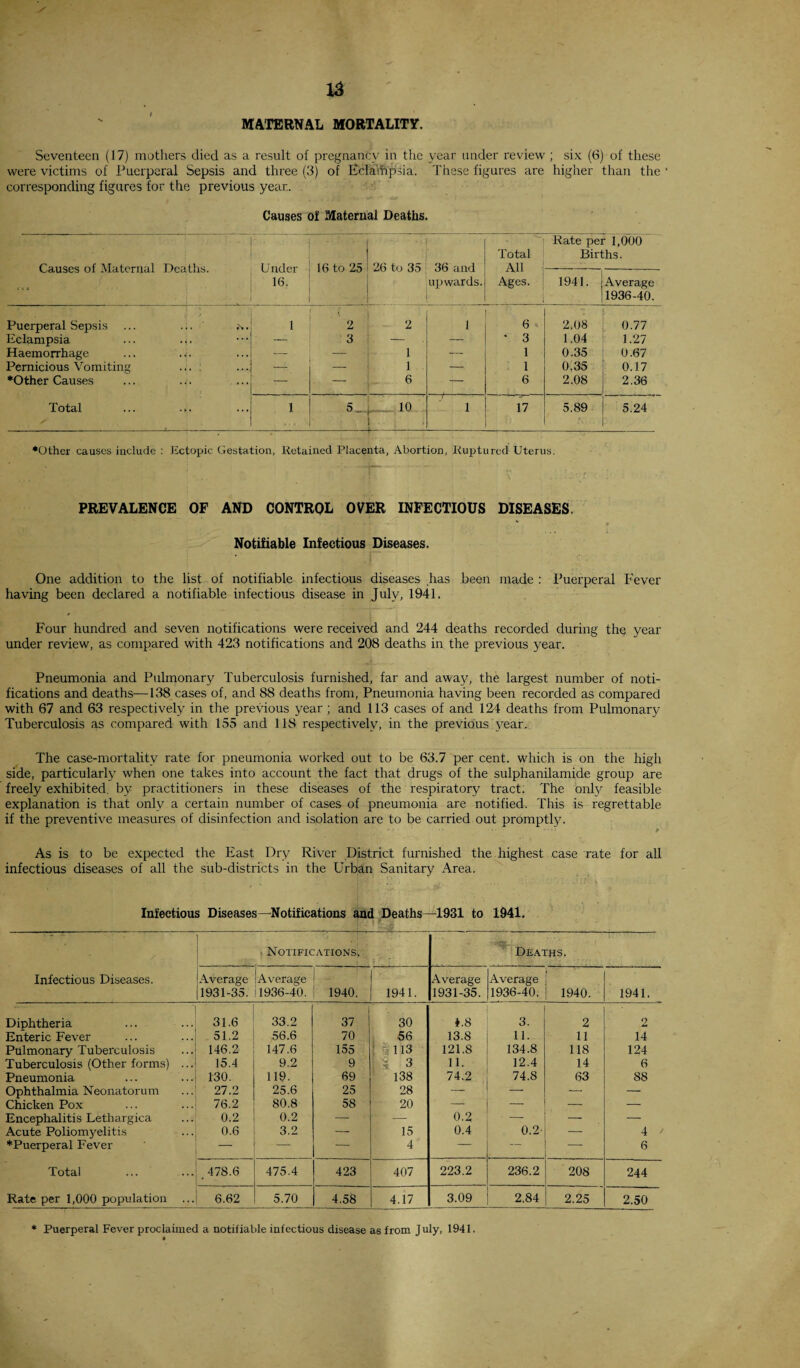 13
MATERNAL MORTALITY.
Seventeen (17) mothers died as a result of pregnancy in the year under review ; six (6) of these
were victims of Puerperal Sepsis and three (3) of Eclampsia. These figures are higher than the
corresponding figures for the previous year.
Causes of Maternal Deaths.
Causes of Maternal Deaths. | Under 16. | 16 to 25 | 26 to 35 | 36 and upwards. | Total All Ages. | Rate per 1,000 Births. 1941. | Average 1936-40.
Puerperal Sepsis ... ... ... | 1 | 2 | 2 | 1 | 6 | 2.08 | 0.77
Eclampsia ... ... ... | — | 3 | — | — | 3 | 1.04 | 1.27
Haemorrhage ... ... ... | — | — | 1 | — | 1 | 0.35 | 0.67
Pernicious Vomiting ... ... | — | — | 1 | — | 1 | 0.35 | 0.17
*Other Causes ... ... ... | — | — | 6 | — | 6 | 2.08 | 2.36
Total ... ... ... | 1 | 5 | 10 | 1 | 17 | 5.89 | 5.24
*Other causes include : Ectopic Gestation, Retained Placenta, Abortion, Ruptured Uterus.
PREVALENCE OF AND CONTROL OVER INFECTIOUS DISEASES.
Notifiable Infectious Diseases.
One addition to the list of notifiable infectious diseases has been made : Puerperal Fever
having been declared a notifiable infectious disease in July, 1941.
Four hundred and seven notifications were received and 244 deaths recorded during the year
under review, as compared with 423 notifications and 208 deaths in the previous year.
Pneumonia and Pulmonary Tuberculosis furnished, far and away, the largest number of noti-
fications and deaths—138 cases of, and 88 deaths from, Pneumonia having been recorded as compared
with 67 and 63 respectively in the previous year ; and 113 cases of and 124 deaths from Pulmonary
Tuberculosis as compared with 155 and 118 respectively, in the previous year.
The case-mortality rate for pneumonia worked out to be 63.7 per cent. which is on the high
side, particularly when one takes into account the fact that drugs of the sulphanilamide group are
freely exhibited by practitioners in these diseases of the respiratory tract. The only feasible
explanation is that only a certain number of cases of pneumonia are notified. This is regrettable
if the preventive measures of disinfection and isolation are to be carried out promptly.
As is to be expected the East Dry River District furnished the highest case rate for all
infectious diseases of all the sub-districts in the Urban Sanitary Area.
Infectious Diseases—Notifications and Deaths—1931 to 1941.
Notifications. | Deaths.
Infectious Diseases. | Average 1931-35. | Average 1936-40. | 1940. | 1941. | Average 1931-35. | Average 1936-40. | 1940. | 1941.
Diphtheria ... ... | 31.6 | 33.2 | 37 | 30 | 4.8 | 3. | 2 | 2
Enteric Fever ... ... | 51.2 | 56.6 | 70 | 56 | 13.8 | 11. | 11 | 14
Pulmonary Tuberculosis ... | 146.2 | 147.6 | 155 | 113 | 121.8 | 134.8 | 118 | 124
Tuberculosis (Other forms) ... | 15.4 | 9.2 | 9 | 3 | 11. | 12.4 | 14 | 6
Pneumonia ... ... | 130. | 119. | 69 | 138 | 74.2 | 74.8 | 63 | 88
Ophthalmia Neonatorum ... | 27.2 | 25.6 | 25 | 28 | — | — | — | —
Chicken Pox ... ... | 76.2 | 80.8 | 58 | 20 | — | — | — | —
Encephalitis Lethargica ... | 0.2 | 0.2 | — | — | 0.2 | — | — | —
Acute Poliomyelitis ... | 0.6 | 3.2 | — | 15 | 0.4 | 0.2 | — | 4
*Puerperal Fever | — | — | — | 4 | — | — | — | 6
Total ... ... | 478.6 | 475.4 | 423 | 407 | 223.2 | 236.2 | 208 | 244
Rate per 1,000 population ... | 6.62 | 5.70 | 4.58 | 4.17 | 3.09 | 2.84 | 2.25 | 2.50
* Puerperal Fever proclaimed a notifiable infectious disease as from July, 1941.